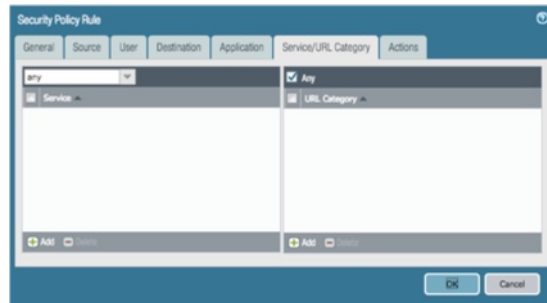 Security Policy Rule
General Source User Destination Application Service/URL Category Actions
any
Any
Service
URL Category
Add Delete
Add Delete
OK Cancel